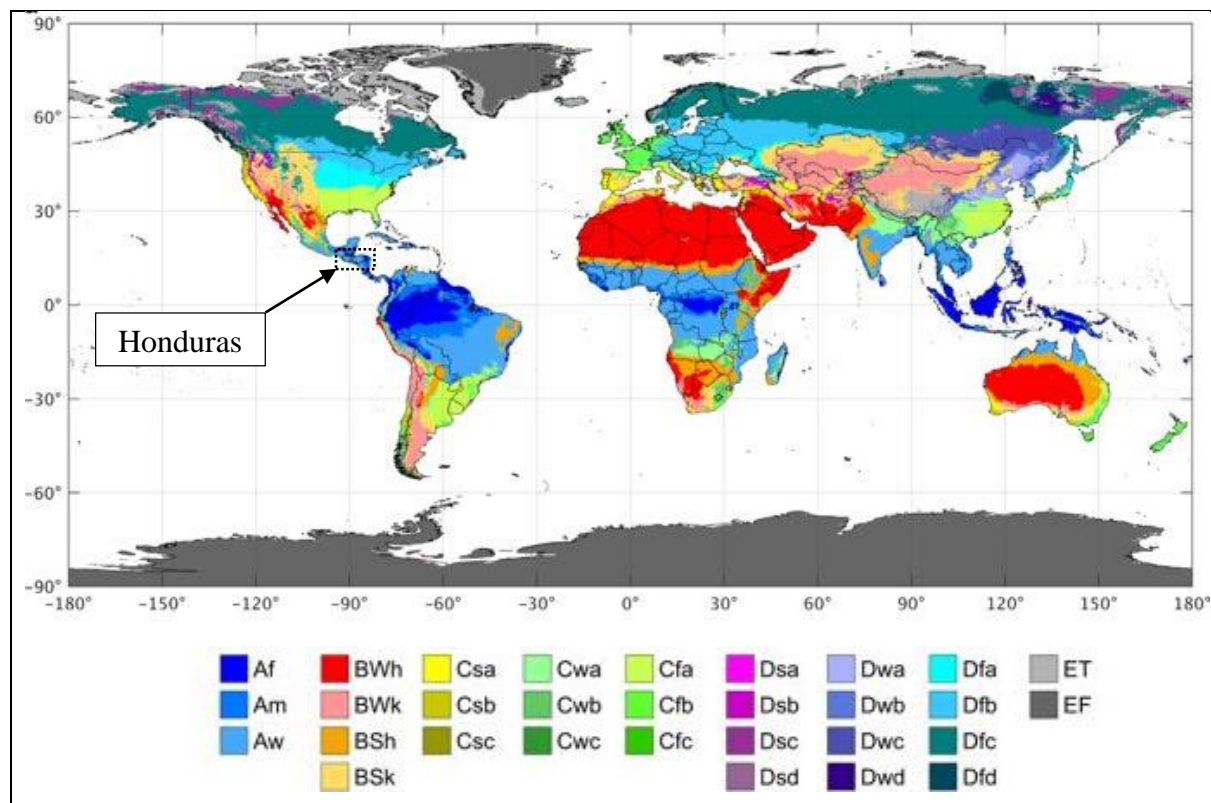 90°
60°
30°
0°
−30°
−60°
−90°
Honduras
−180° −150° −120° −90° −60° −30° 0° 30° 60° 90° 120° 150° 180°
Af BWh Csa Cwa Cfa Dsa Dwa Dfa ET
Am BWk Csb Cwb Cfb Dsb Dwb Dfb EF
Aw BSh Csc Cwc Cfc Dsc Dwc Dfc
BSk Dsd Dwd Dfd